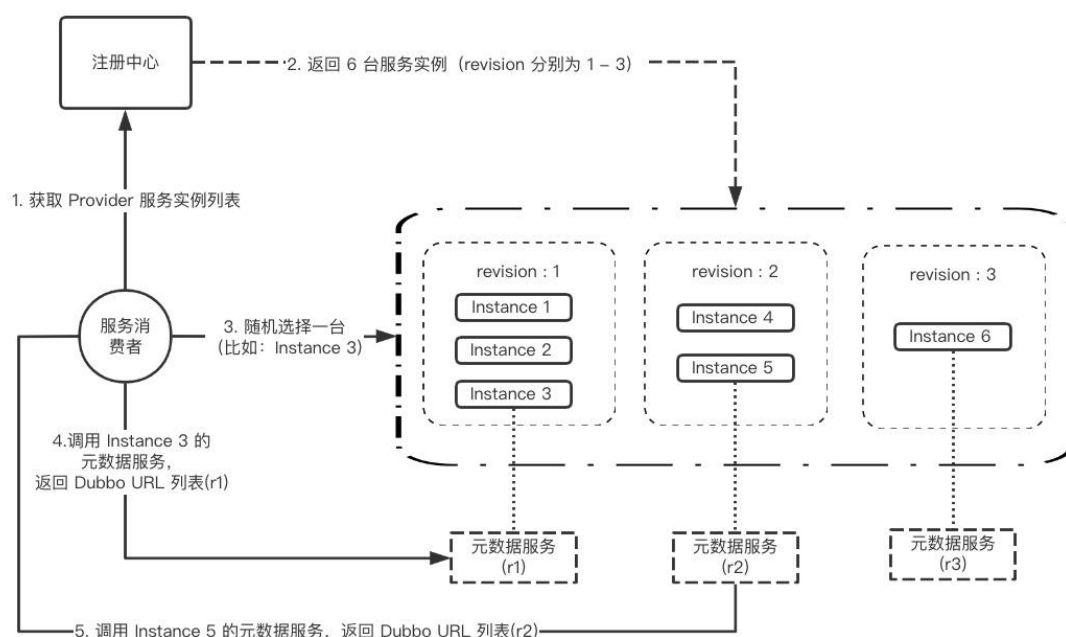 注册中心
2. 返回 6 台服务实例（revision 分别为 1 – 3）
1. 获取 Provider 服务实例列表
revision : 1
revision : 2
revision : 3
Instance 1
Instance 2
Instance 3
Instance 4
Instance 5
Instance 6
服务消
费者
3. 随机选择一台
(比如：Instance 3)
4.调用 Instance 3 的
元数据服务，
返回 Dubbo URL 列表(r1)
元数据服务
(r1)
元数据服务
(r2)
元数据服务
(r3)
5. 调用 Instance 5 的元数据服务，返回 Dubbo URL 列表(r2)